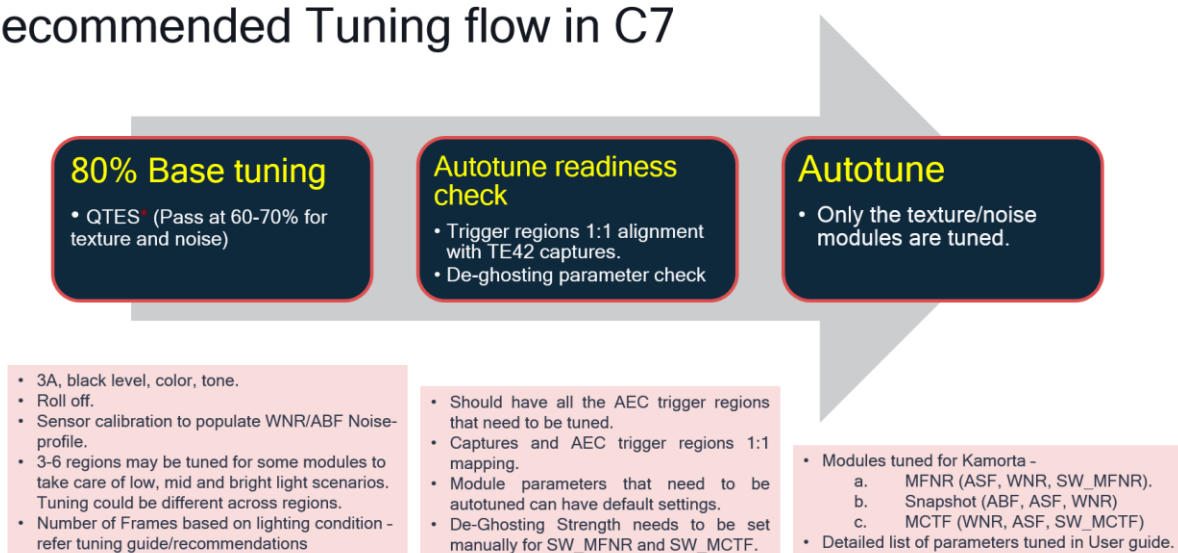 ecommended Tuning flow in C7
80% Base tuning
• QTES* (Pass at 60-70% for
texture and noise)
Autotune readiness
check
• Trigger regions 1:1 alignment
with TE42 captures.
• De-ghosting parameter check
Autotune
• Only the texture/noise
modules are tuned.
• 3A, black level, color, tone.
• Roll off.
• Sensor calibration to populate WNR/ABF Noise-
profile.
• 3-6 regions may be tuned for some modules to
take care of low, mid and bright light scenarios.
Tuning could be different across regions.
• Number of Frames based on lighting condition –
refer tuning guide/recommendations
• Should have all the AEC trigger regions
that need to be tuned.
• Captures and AEC trigger regions 1:1
mapping.
• Module parameters that need to be
autotuned can have default settings.
• De-Ghosting Strength needs to be set
manually for SW_MFNR and SW_MCTF.
• Modules tuned for Kamorta –
a. MFNR (ASF, WNR, SW_MFNR).
b. Snapshot (ABF, ASF, WNR)
c. MCTF (WNR, ASF, SW_MCTF)
• Detailed list of parameters tuned in User guide.